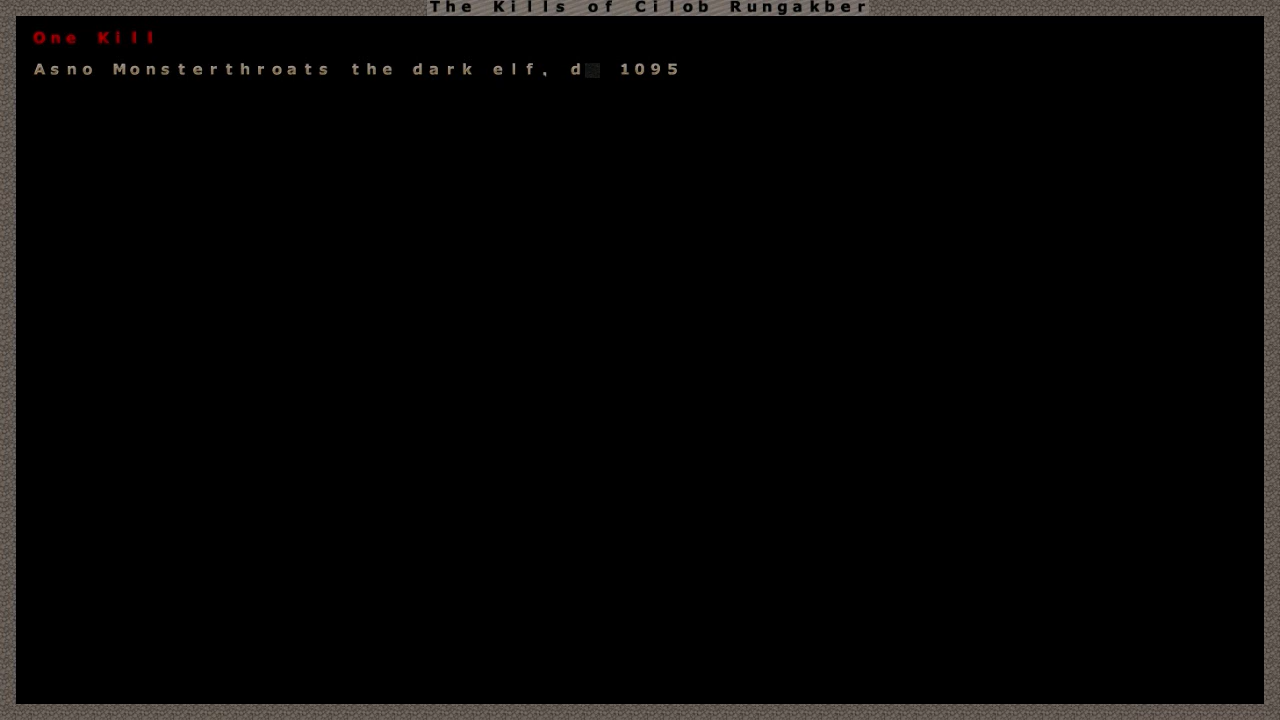 The Kills of Cilob Rungakber
One Kill
Asno Monsterthroats the dark elf, 1095